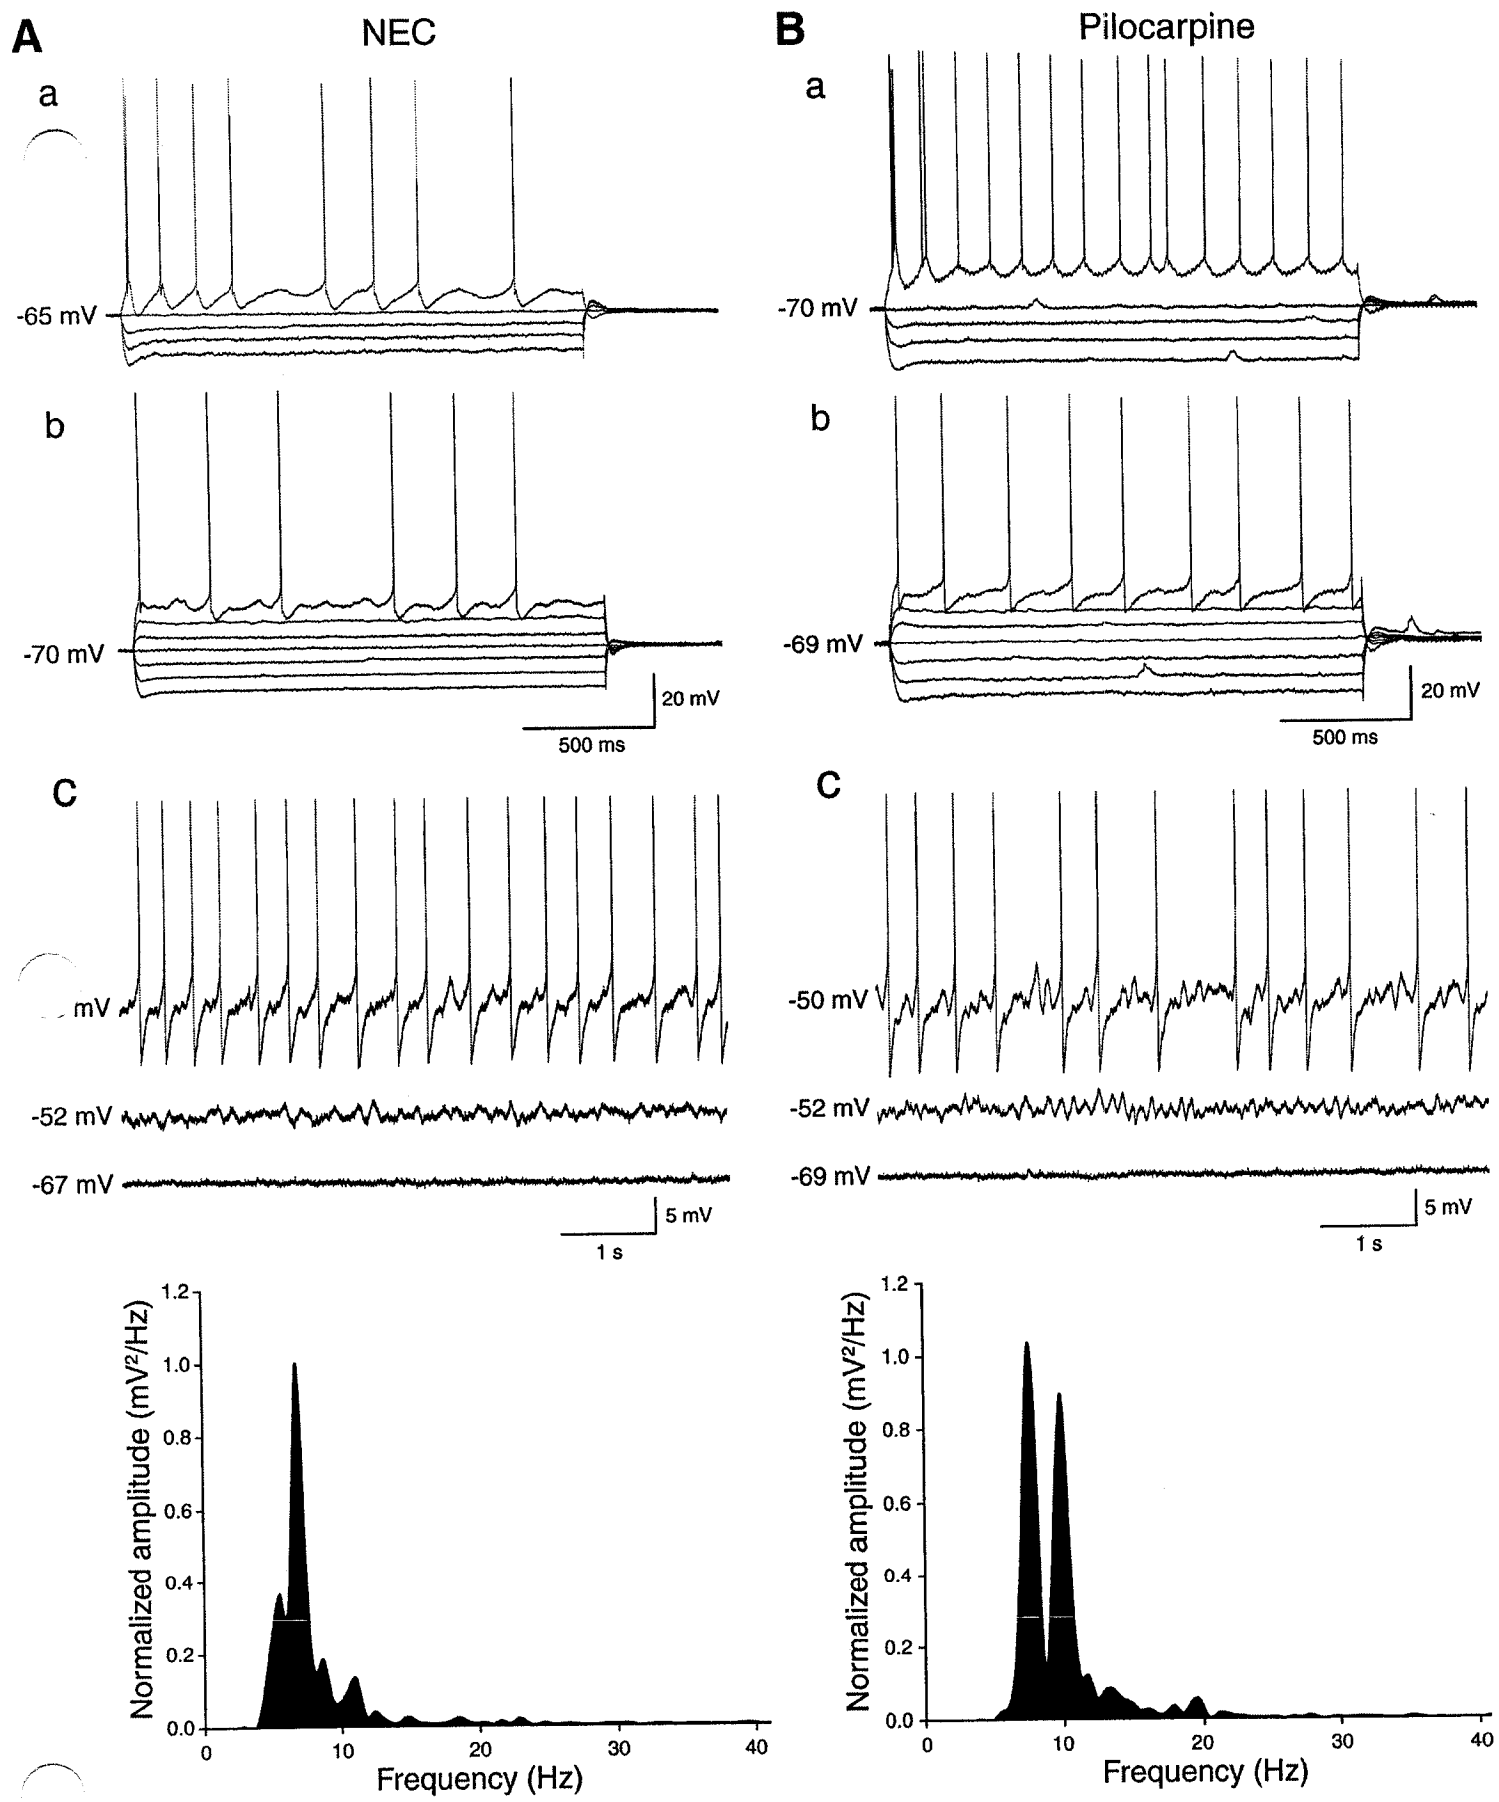 A NEC
a
-65 mV
b
-70 mV
20 mV
500 ms
C
mV
-52 mV
-67 mV
5 mV
1 s
1.2
1.0
0.8
0.6
0.4
0.2
0.0
0 10 20 30 40
Normalized amplitude (mV²/Hz)
Frequency (Hz)
B Pilocarpine
a
-70 mV
b
-69 mV
20 mV
500 ms
C
-50 mV
-52 mV
-69 mV
5 mV
1 s
1.2
1.0
0.8
0.6
0.4
0.2
0.0
0 10 20 30 40
Normalized amplitude (mV²/Hz)
Frequency (Hz)